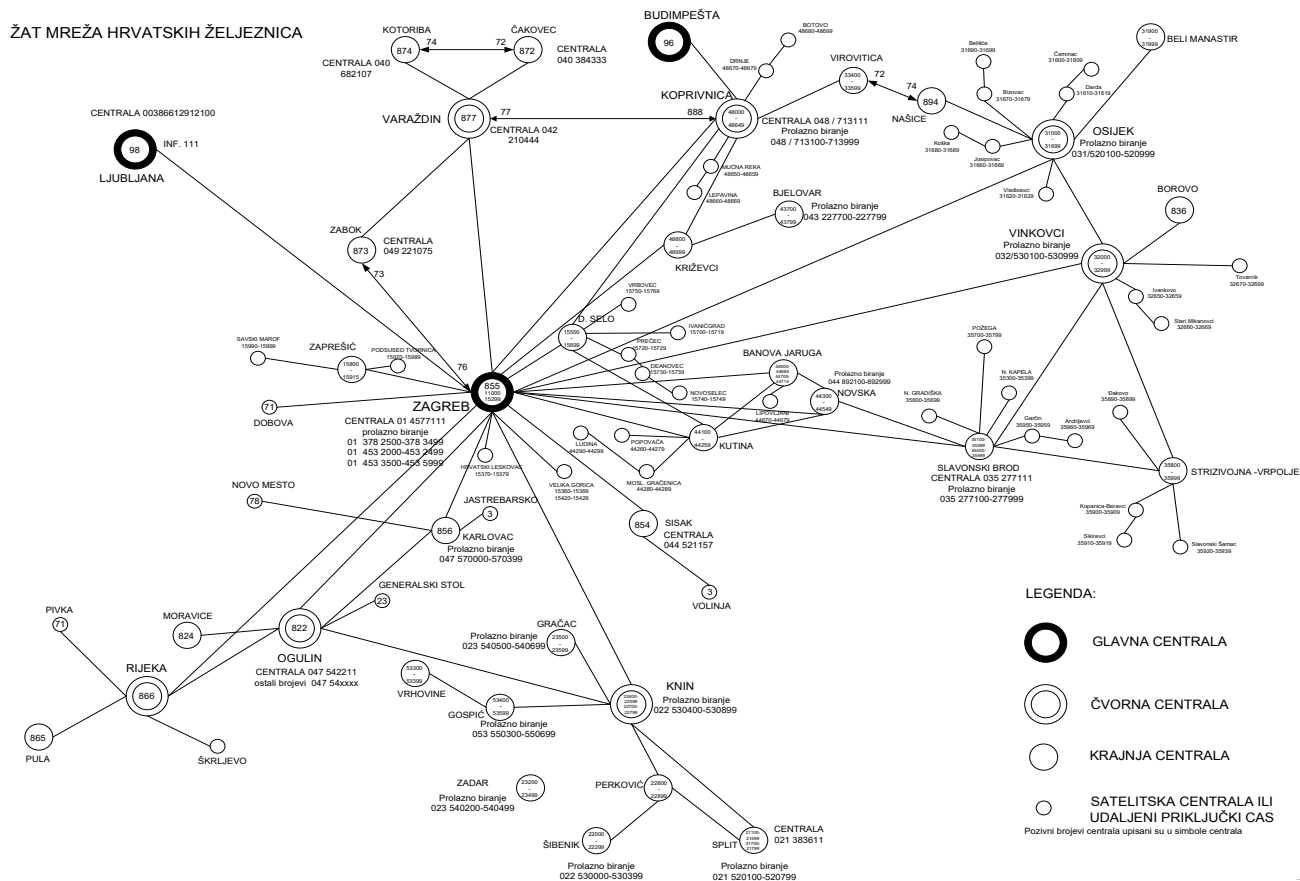 ŽAT MREŽA HRVATSKIH ŽELJEZNICA
KOTORIBA
874
74
72
ČAKOVEC
872
CENTRALA
040 384333
CENTRALA 040
682107
BUDIMPEŠTA
96
BOTOVO
48680-48699
DRNJE
48670-48679
VIROVITICA
33400
-
33599
72
74
894
NAŠICE
Belišće
31690-31699
Bizovac
31670-31679
Čeminac
31600-31609
Darda
31610-31619
31900
-
31999
BELI MANASTIR
CENTRALA 00386612912100
98
INF. 111
LJUBLJANA
VARAŽDIN
877
77
888
CENTRALA 042
210444
KOPRIVNICA
48000
-
48649
CENTRALA 048 / 713111
Prolazno biranje
048 / 713100-713999
MUČNA REKA
48650-48659
LEPAVINA
48660-48669
Koška
31680-31689
Josipovac
31660-31669
Vladisavci
31620-31629
31000
-
31699
OSIJEK
Prolazno biranje
031/520100-520999
BJELOVAR
43700
-
43799
Prolazno biranje
043 227700-227799
48800
-
48999
KRIŽEVCI
ZABOK
873
CENTRALA
049 221075
73
BOROVO
836
VINKOVCI
Prolazno biranje
032/530100-530999
32000
-
32999
Tovarnik
32670-32699
Ivankovo
32650-32659
Stari Mikanovci
32660-32669
VRBOVEC
15750-15769
D. SELO
15500
-
15699
IVANIĆGRAD
15700-15719
PREČEC
15720-15729
DEANOVEC
15730-15739
NOVOSELEC
15740-15749
SAVSKI MAROF
15990-15999
ZAPREŠIĆ
15800
-
15915
PODSUSED TVORNICA
15970-15989
76
71
DOBOVA
855
11000
15299
ZAGREB
CENTRALA 01 4577111
prolazno biranje
01 378 2500-378 3499
01 453 2000-453 2499
01 453 3500-453 5999
BANOVA JARUGA
LIPOVLJANI
44670-44679
Prolazno biranje
044 892100-892999
44300
-
44549
NOVSKA
POŽEGA
35700-35799
N. KAPELA
35300-35399
N. GRADIŠKA
35600-35699
Garčin
35950-35959
Andrijevci
35960-35969
Đakovo
35890-35899
44100
-
44259
KUTINA
LUDINA
44290-44299
POPOVAČA
44260-44279
MOSL. GRAČENICA
44280-44289
HRVATSKI LESKOVAC
15370-15379
VELIKA GORICA
15360-15369
15420-15429
35100-
35299
35400-
35599
SLAVONSKI BROD
CENTRALA 035 277111
Prolazno biranje
035 277100-277999
35800
-
35999
STRIZIVOJNA -VRPOLJE
Kopanica-Beravci
35900-35909
Sikirevci
35910-35919
Slavonski Šamac
35920-35939
NOVO MESTO
78
JASTREBARSKO
3
856
KARLOVAC
Prolazno biranje
047 570000-570399
854
SISAK
CENTRALA
044 521157
3
VOLINJA
GENERALSKI STOL
23
PIVKA
71
MORAVICE
824
822
OGULIN
CENTRALA 047 542211
ostali brojevi 047 54xxxx
RIJEKA
866
865
PULA
ŠKRLJEVO
GRAČAC
Prolazno biranje
023 540500-540699
23500
-
23599
53300
-
53399
VRHOVINE
GOSPIĆ
53400
-
53599
Prolazno biranje
053 550300-550699
KNIN
Prolazno biranje
022 530400-530899
22700-
22799
ZADAR
Prolazno biranje
023 540200-540499
23200
-
23499
PERKOVIĆ
22800
-
22899
ŠIBENIK
22000
-
22299
Prolazno biranje
022 530000-530399
SPLIT
21100-
21599
21700-
21799
CENTRALA
021 383611
Prolazno biranje
021 520100-520799
LEGENDA:
GLAVNA CENTRALA
ČVORNA CENTRALA
KRAJNJA CENTRALA
SATELITSKA CENTRALA ILI
UDALJENI PRIKLJUČKI CAS
Pozivni brojevi centrala upisani su u simbole centrala